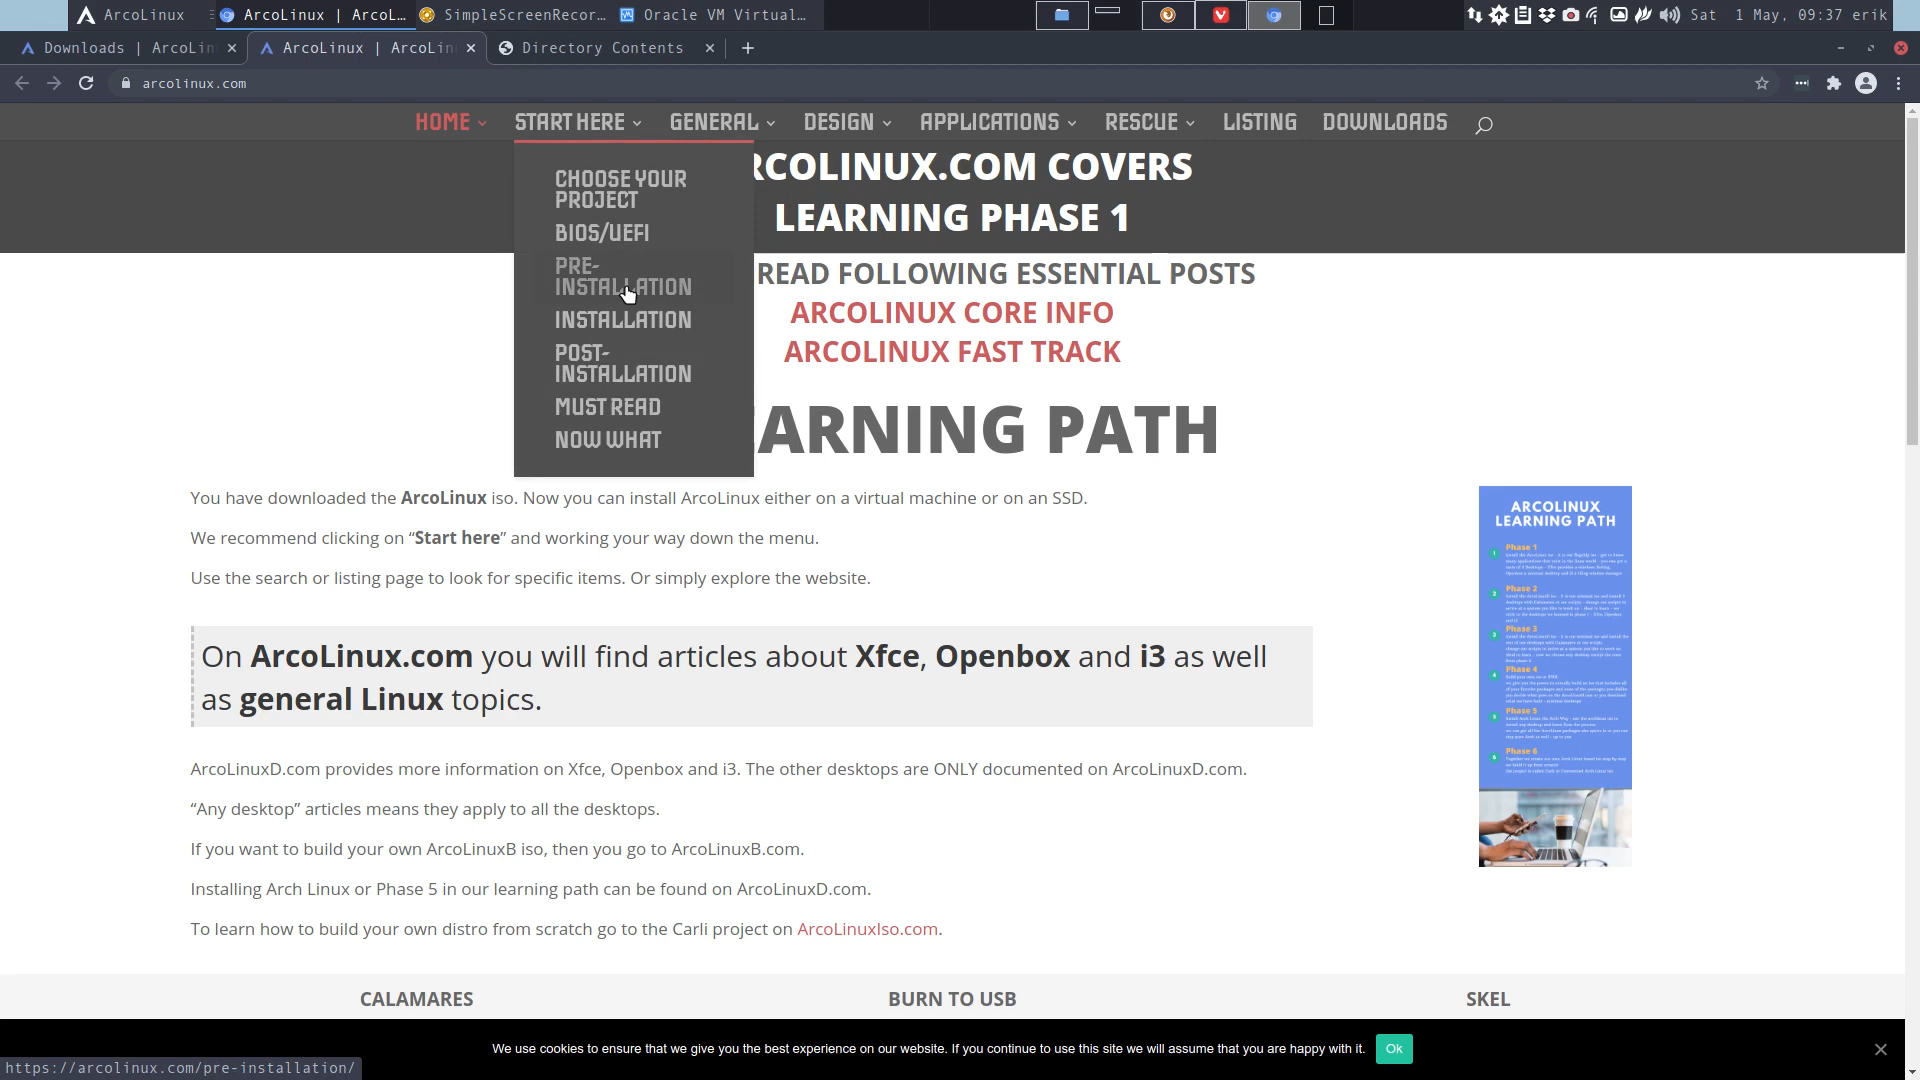 ArcoLinux
ArcoLinux | ArcoL...
SimpleScreenRecor...
Oracle VM Virtual...
Sat 1 May, 09:37 erik
Downloads | ArcoLin
ArcoLinux | ArcoLin
Directory Contents
arcolinux.com
HOME
START HERE
GENERAL
DESIGN
APPLICATIONS
RESCUE
LISTING
DOWNLOADS
CHOOSE YOUR
PROJECT
BIOS/UEFI
PRE-
INSTALLATION
INSTALLATION
POST-
INSTALLATION
MUST READ
NOW WHAT
RCOLINUX.COM COVERS
LEARNING PHASE 1
READ FOLLOWING ESSENTIAL POSTS
ARCOLINUX CORE INFO
ARCOLINUX FAST TRACK
EARNING PATH
You have downloaded the ArcoLinux iso. Now you can install ArcoLinux either on a virtual machine or on an SSD.
We recommend clicking on “Start here” and working your way down the menu.
Use the search or listing page to look for specific items. Or simply explore the website.
On ArcoLinux.com you will find articles about Xfce, Openbox and i3 as well
as general Linux topics.
ArcoLinuxD.com provides more information on Xfce, Openbox and i3. The other desktops are ONLY documented on ArcoLinuxD.com.
“Any desktop” articles means they apply to all the desktops.
If you want to build your own ArcoLinuxB iso, then you go to ArcoLinuxB.com.
Installing Arch Linux or Phase 5 in our learning path can be found on ArcoLinuxD.com.
To learn how to build your own distro from scratch go to the Carli project on ArcoLinuxIso.com.
ARCOLINUX
LEARNING PATH
1
Phase 1
2
Phase 2
3
Phase 3
4
Phase 4
5
Phase 5
6
Phase 6
CALAMARES
BURN TO USB
SKEL
We use cookies to ensure that we give you the best experience on our website. If you continue to use this site we will assume that you are happy with it.
Ok
https://arcolinux.com/pre-installation/